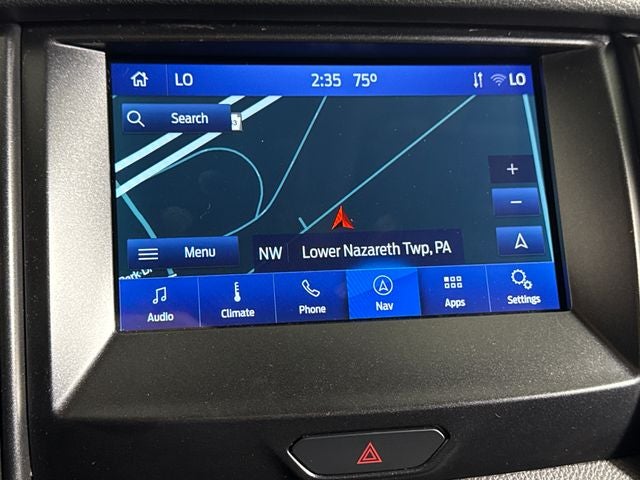 LO 2:35 75° LO
Search
+
−
Menu NW Lower Nazareth Twp, PA
Audio Climate Phone Nav Apps Settings